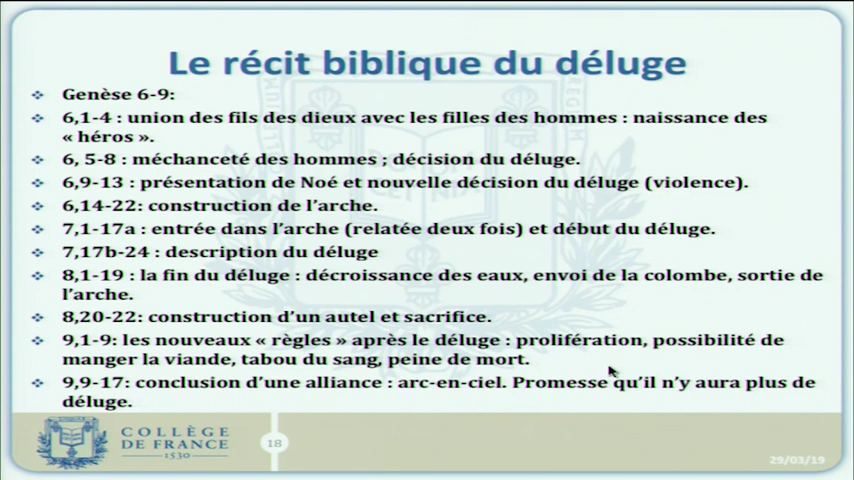 Le récit biblique du déluge
❖ Genèse 6-9:
❖ 6,1-4 : union des fils des dieux avec les filles des hommes : naissance des
« héros ».
❖ 6, 5-8 : méchanceté des hommes ; décision du déluge.
❖ 6,9-13 : présentation de Noé et nouvelle décision du déluge (violence).
❖ 6,14-22: construction de l'arche.
❖ 7,1-17a : entrée dans l'arche (relatée deux fois) et début du déluge.
❖ 7,17b-24 : description du déluge
❖ 8,1-19 : la fin du déluge : décroissance des eaux, envoi de la colombe, sortie de
l'arche.
❖ 8,20-22: construction d'un autel et sacrifice.
❖ 9,1-9: les nouveaux « règles » après le déluge : prolifération, possibilité de
manger la viande, tabou du sang, peine de mort.
❖ 9,9-17: conclusion d'une alliance : arc-en-ciel. Promesse qu'il n'y aura plus de
déluge.
COLLÈGE
DE FRANCE
1530
18
29/03/19